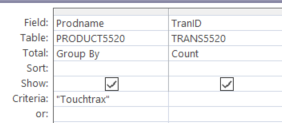 Field: Prodname TranID
Table: PRODUCT5520 TRANS5520
Total: Group By Count
Sort:
Show:
Criteria: "Touchtrax"
or: